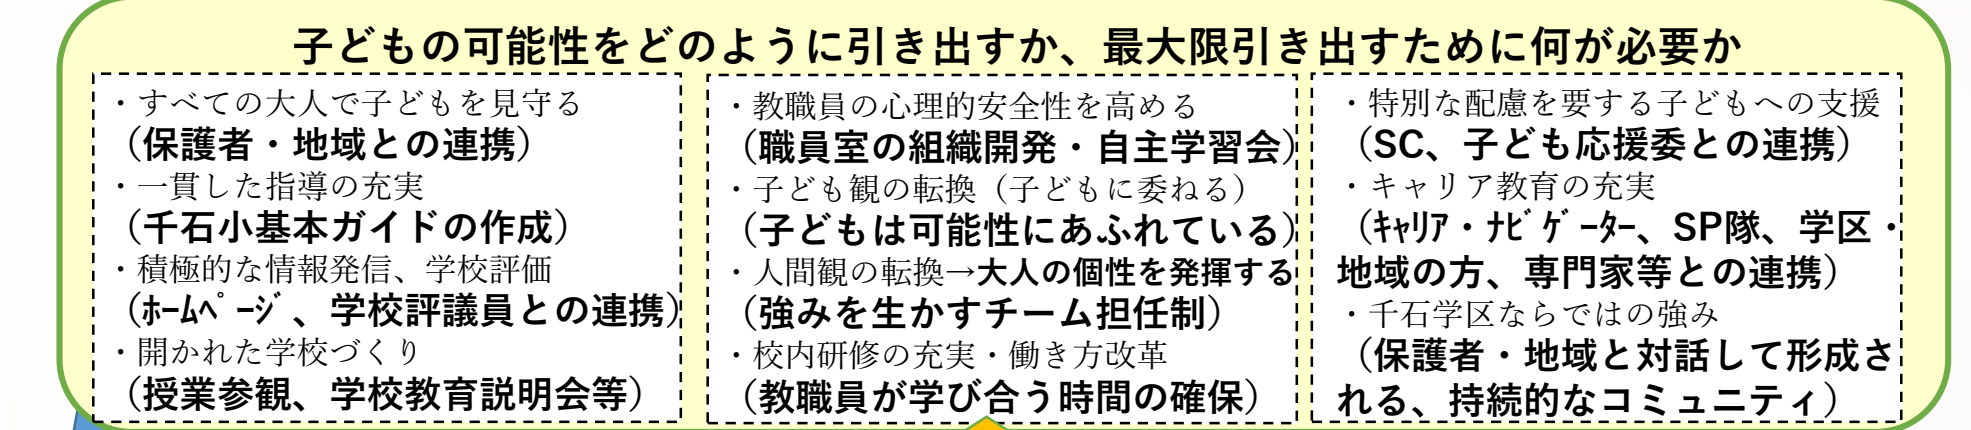 子どもの可能性をどのように引き出すか、最大限引き出すために何が必要か
・すべての大人で子どもを見守る
（保護者・地域との連携）
・一貫した指導の充実
（千石小基本ガイドの作成）
・積極的な情報発信、学校評価
（ﾎｰﾑﾍﾟｰｼﾞ、学校評議員との連携）
・開かれた学校づくり
（授業参観、学校教育説明会等）
・教職員の心理的安全性を高める
（職員室の組織開発・自主学習会）
・子ども観の転換（子どもに委ねる）
（子どもは可能性にあふれている）
・人間観の転換→大人の個性を発揮する
（強みを生かすチーム担任制）
・校内研修の充実・働き方改革
（教職員が学び合う時間の確保）
・特別な配慮を要する子どもへの支援
（SC、子ども応援委との連携）
・キャリア教育の充実
（ｷｬﾘｱ・ﾅﾋﾞｹﾞｰﾀｰ、SP隊、学区・
地域の方、専門家等との連携）
・千石学区ならではの強み
（保護者・地域と対話して形成さ
れる、持続的なコミュニティ）